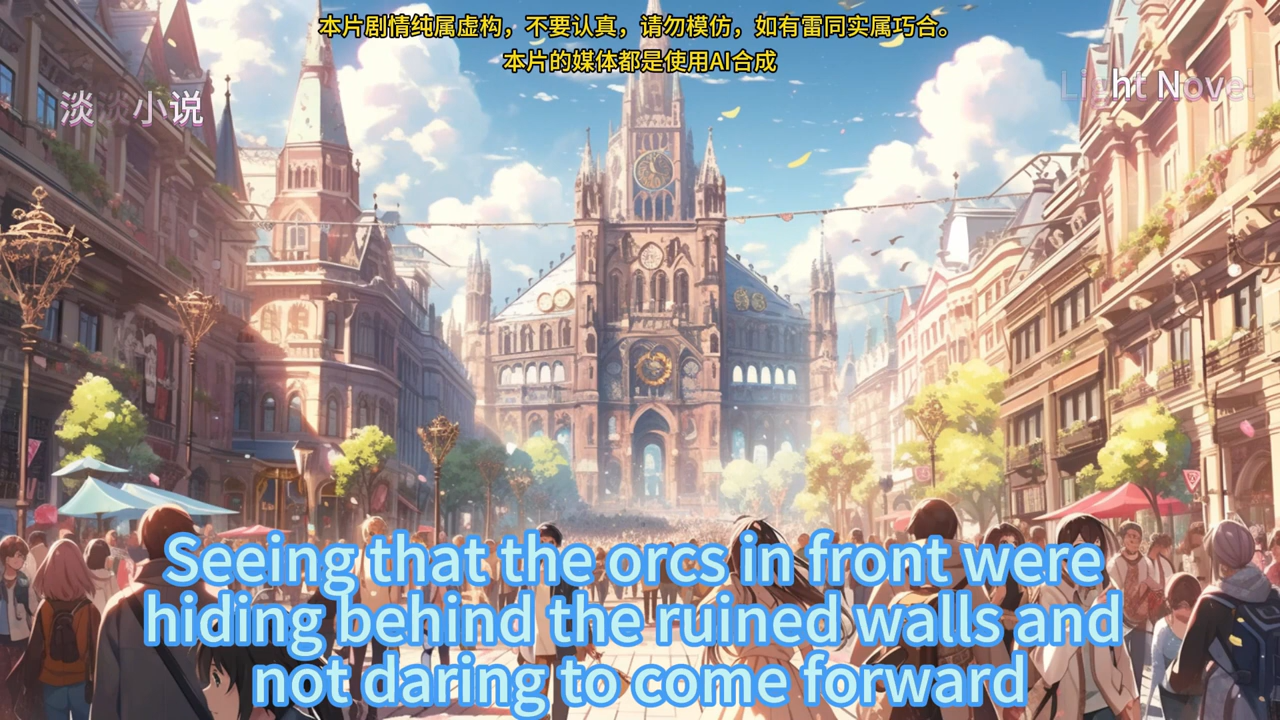 本片剧情纯属虚构，不要认真，请勿模仿，如有雷同实属巧合。
本片的媒体都是使用AI合成
淡淡小说
Light Novel
Seeing that the orcs in front were
hiding behind the ruined walls and
not daring to come forward